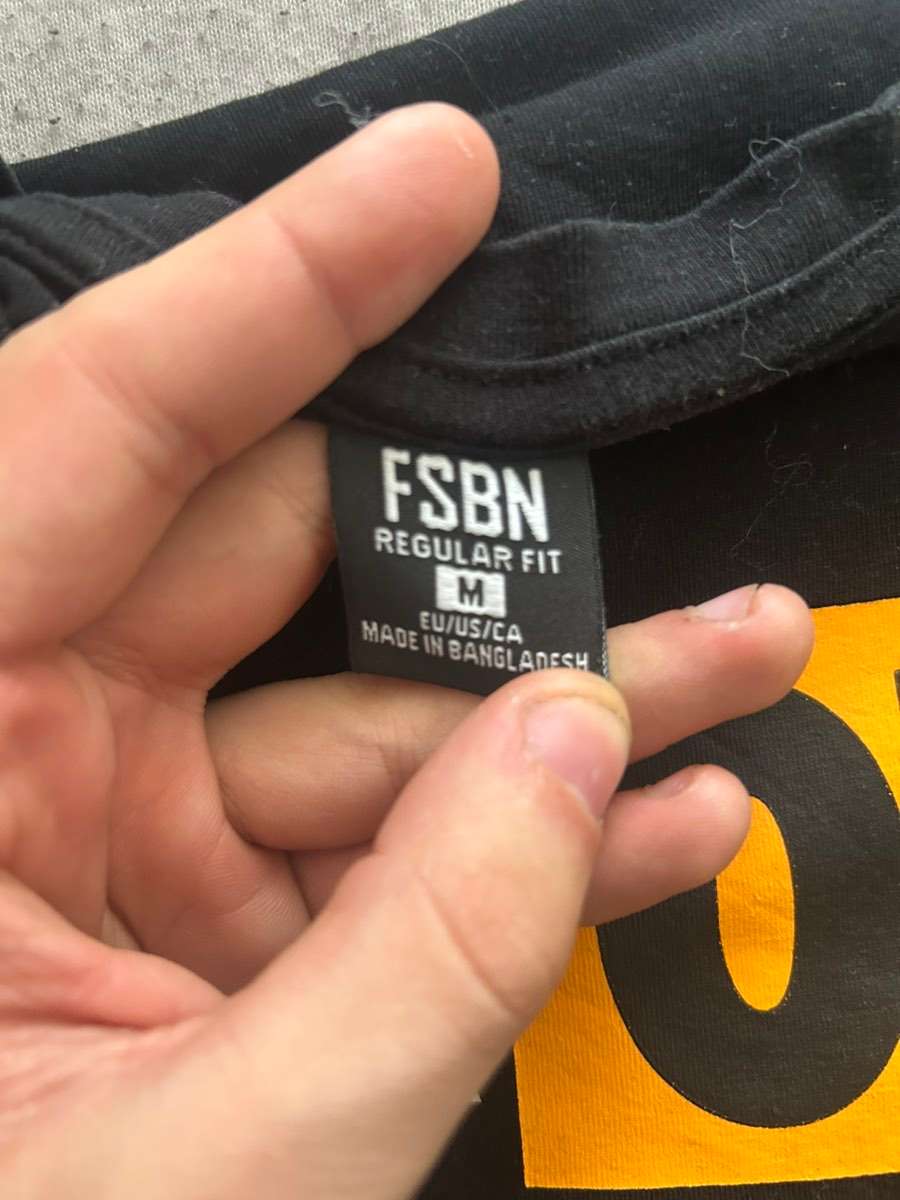 FSBN
REGULAR FIT
M
EU/US/CA
MADE IN BANGLADESH